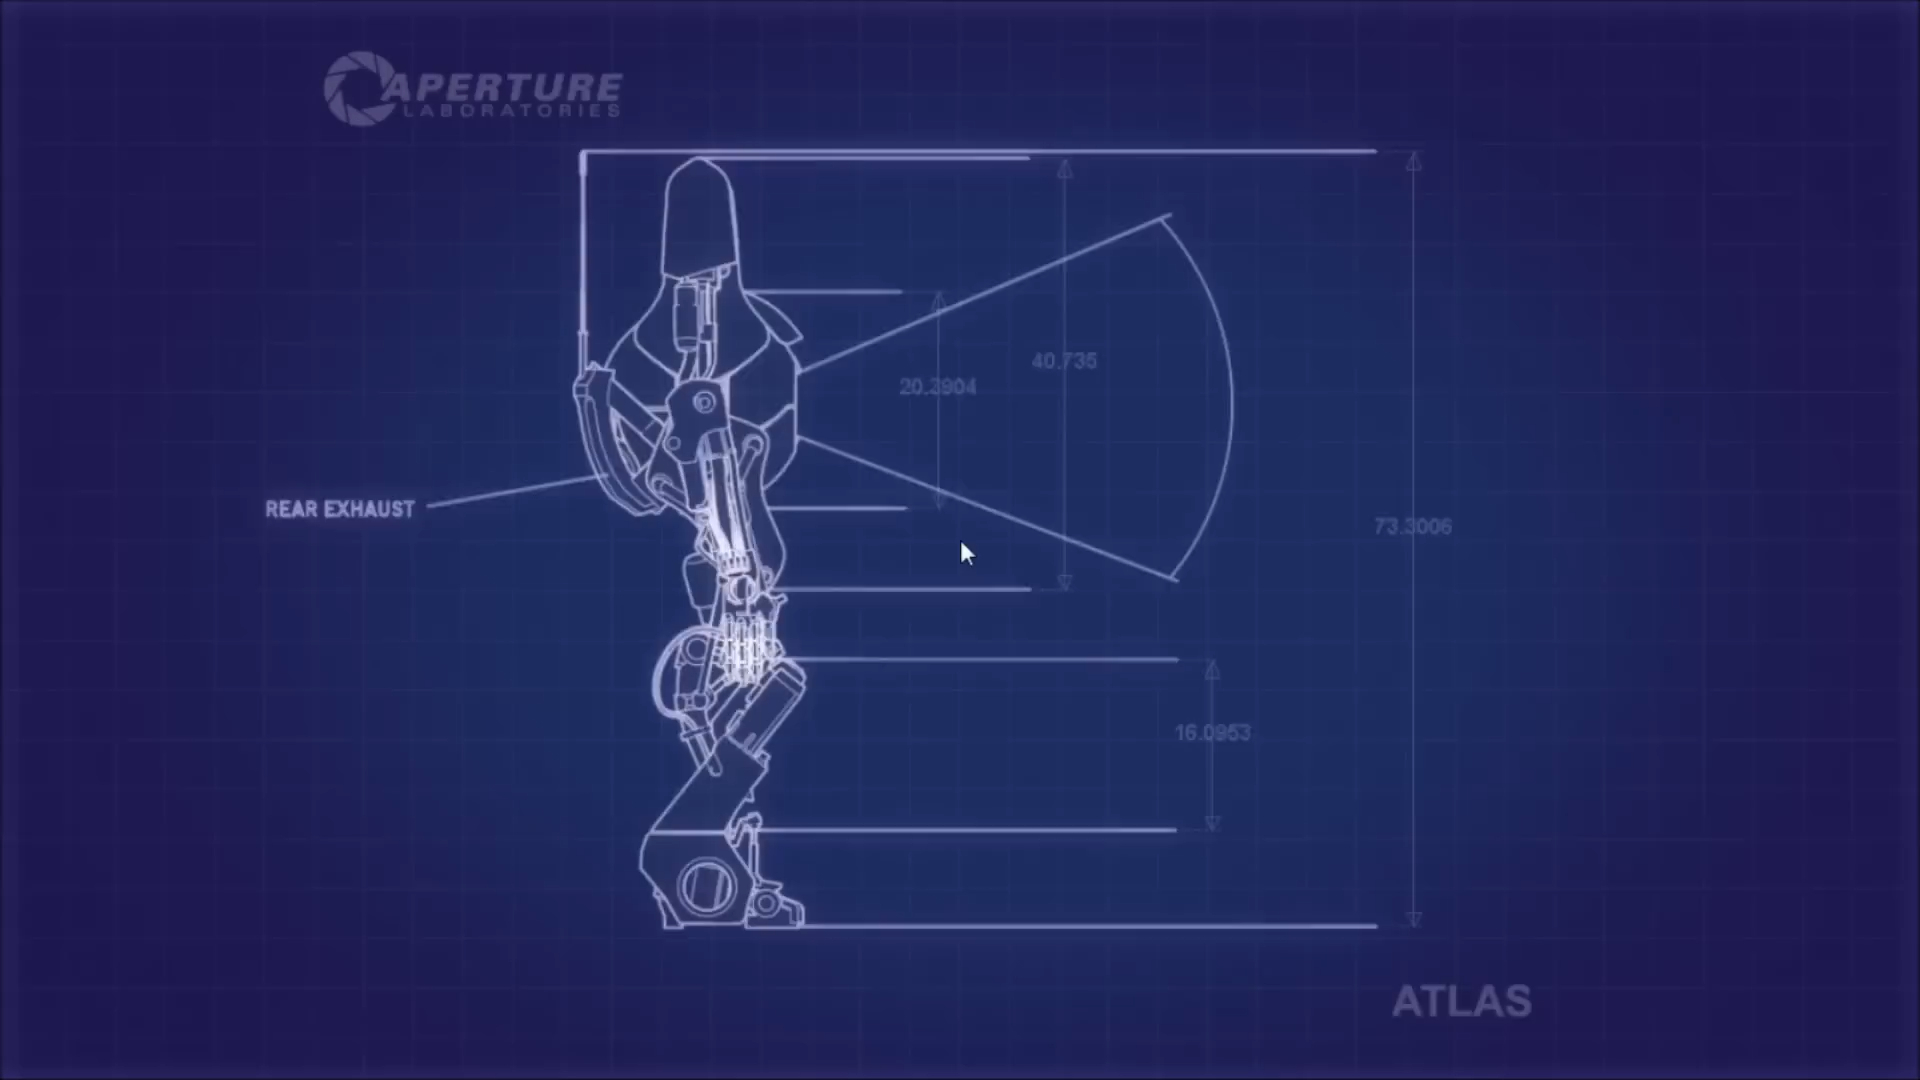 APERTURE
LABORATORIES
40.735
20.3904
REAR EXHAUST
73.3006
16.0953
ATLAS